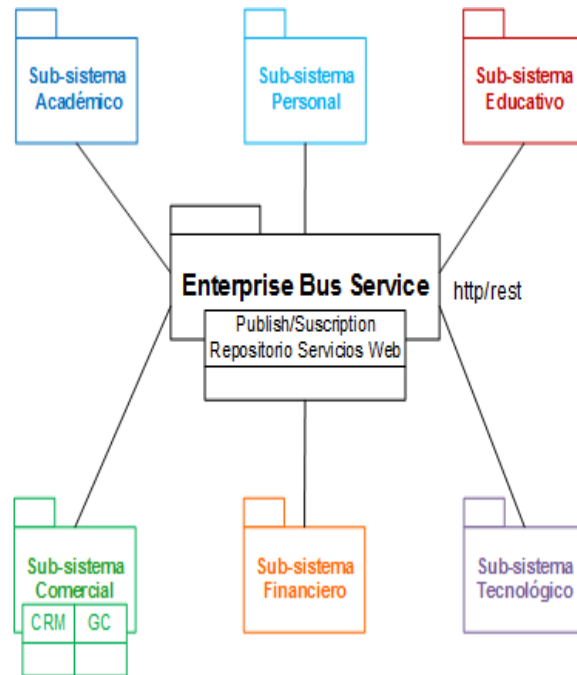 Sub-sistema
Académico
Sub-sistema
Personal
Sub-sistema
Educativo
Enterprise Bus Service
http/rest
Publish/Suscription
Repositorio Servicios Web
Sub-sistema
Comercial
CRM
GC
Sub-sistema
Financiero
Sub-sistema
Tecnológico